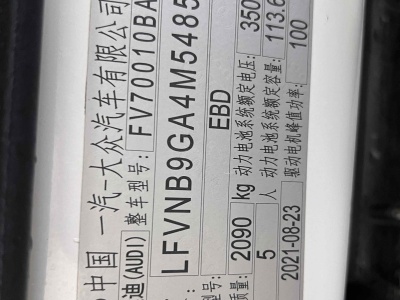 中国 一汽-大众汽车有限公司
迪(AUDI) 整车型号: FV70010BA
LFVNB9GA4M5485
型号: EBD
2090 kg 动力电池系统额定电压: 350
5 人 动力电池系统额定容量: 113.6
2021-08-23 驱动电机峰值功率: 100